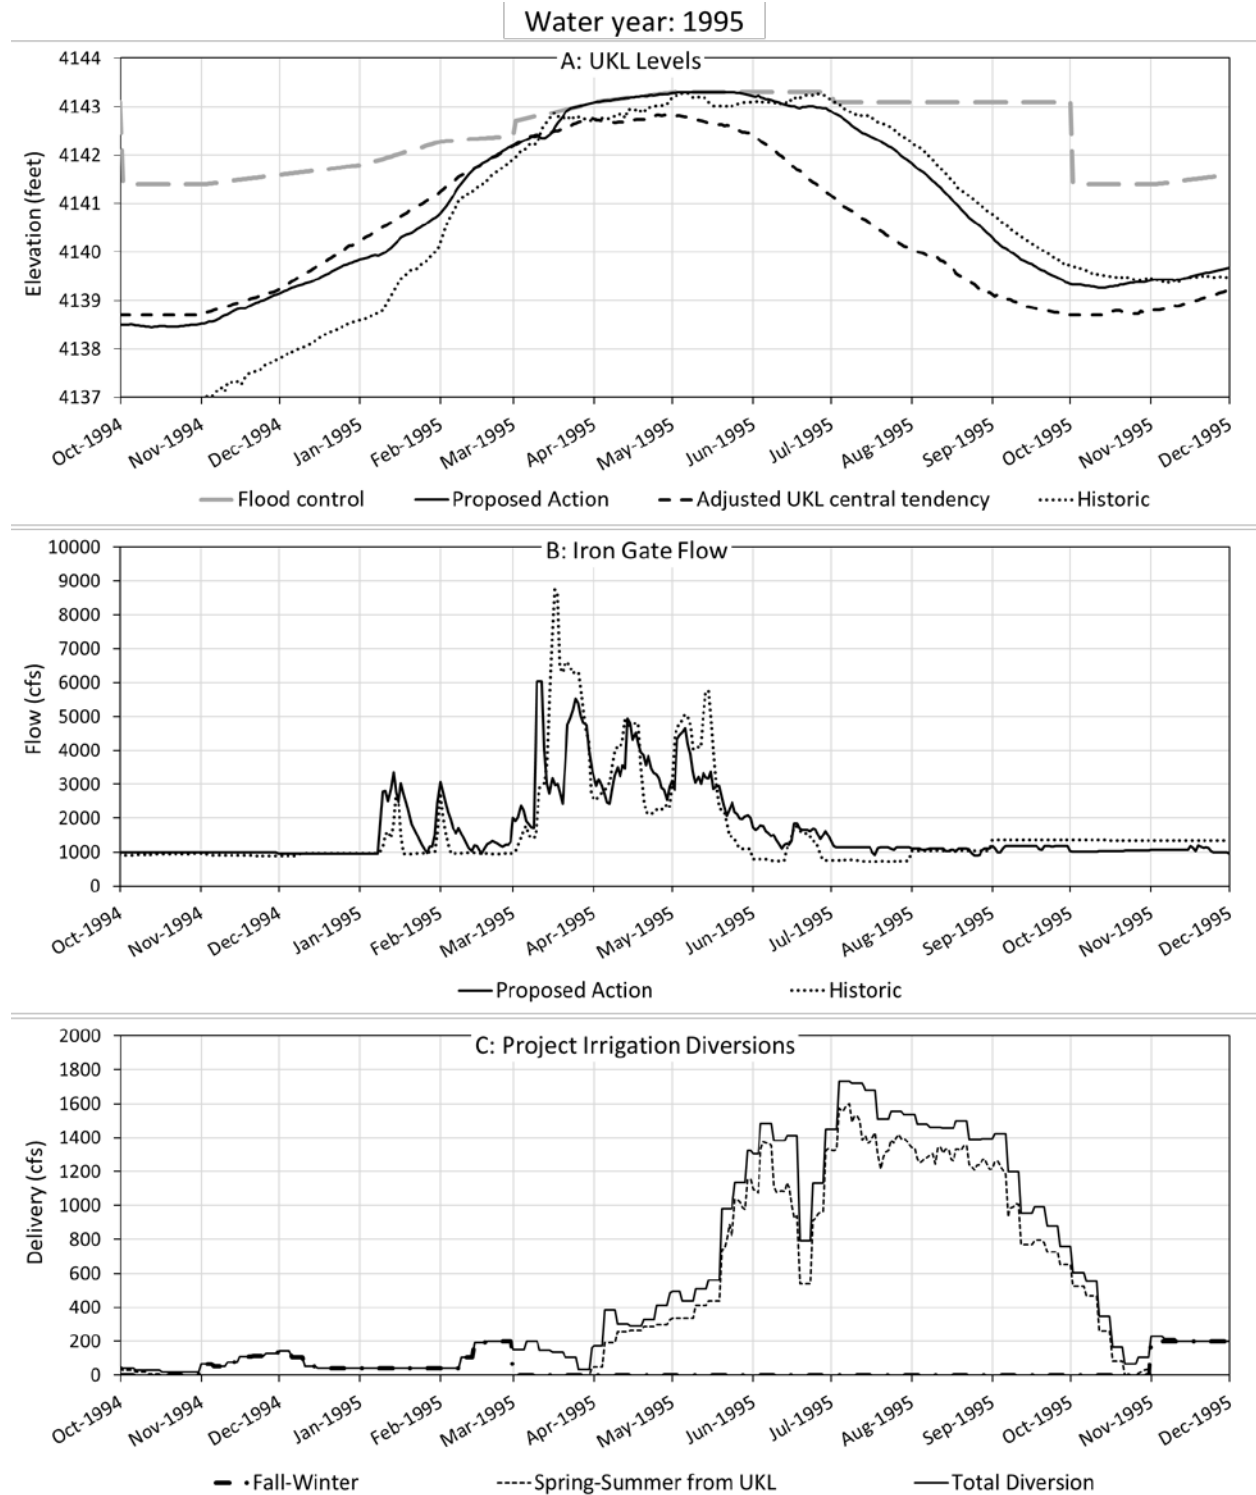 Water year: 1995
A: UKL Levels
Elevation (feet)
4144
4143
4142
4141
4140
4139
4138
4137
Oct-1994 Nov-1994 Dec-1994 Jan-1995 Feb-1995 Mar-1995 Apr-1995 May-1995 Jun-1995 Jul-1995 Aug-1995 Sep-1995 Oct-1995 Nov-1995 Dec-1995
Flood control Proposed Action Adjusted UKL central tendency Historic
B: Iron Gate Flow
Flow (cfs)
10000
9000
8000
7000
6000
5000
4000
3000
2000
1000
0
Oct-1994 Nov-1994 Dec-1994 Jan-1995 Feb-1995 Mar-1995 Apr-1995 May-1995 Jun-1995 Jul-1995 Aug-1995 Sep-1995 Oct-1995 Nov-1995 Dec-1995
Proposed Action Historic
C: Project Irrigation Diversions
Delivery (cfs)
2000
1800
1600
1400
1200
1000
800
600
400
200
0
Oct-1994 Nov-1994 Dec-1994 Jan-1995 Feb-1995 Mar-1995 Apr-1995 May-1995 Jun-1995 Jul-1995 Aug-1995 Sep-1995 Oct-1995 Nov-1995 Dec-1995
Fall-Winter Spring-Summer from UKL Total Diversion